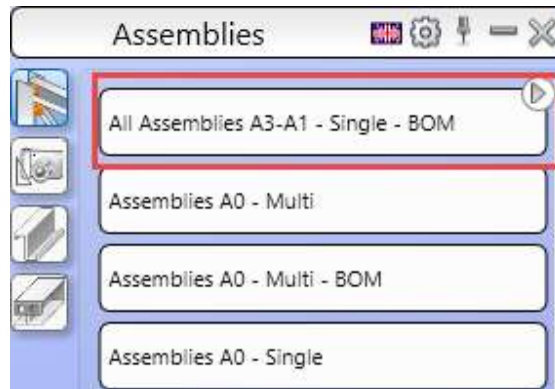 Assemblies
All Assemblies A3-A1 - Single - BOM
Assemblies A0 - Multi
Assemblies A0 - Multi - BOM
Assemblies A0 - Single